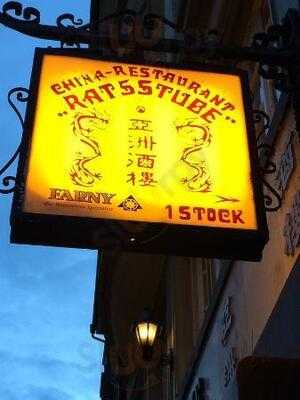 CHINA-RESTAURANT
"RATSSTUBE"
亞洲酒樓
FARNY
1 STOCK